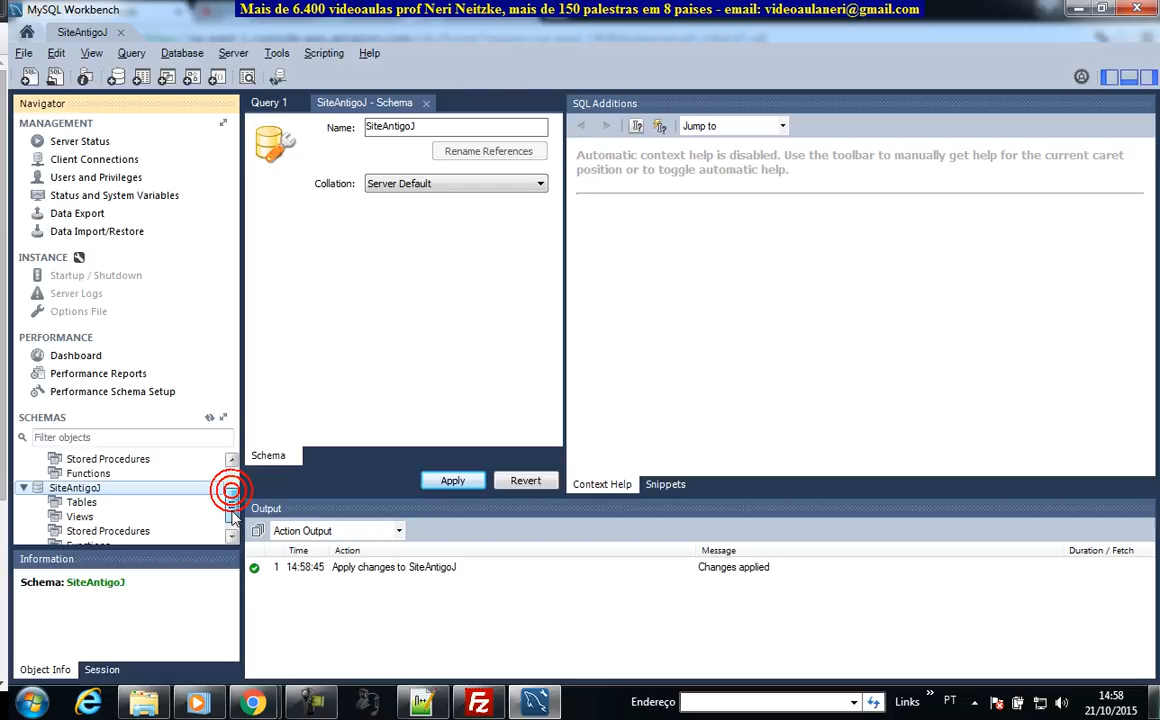 MySQL Workbench
Mais de 6.400 videoaulas prof Neri Neitzke, mais de 150 palestras em 8 paises - email: videoaulaneri@gmail.com
SiteAntigoJ
File Edit View Query Database Server Tools Scripting Help
Navigator
MANAGEMENT
Server Status
Client Connections
Users and Privileges
Status and System Variables
Data Export
Data Import/Restore
INSTANCE
Startup / Shutdown
Server Logs
Options File
PERFORMANCE
Dashboard
Performance Reports
Performance Schema Setup
SCHEMAS
Filter objects
Stored Procedures
Functions
SiteAntigoJ
Tables
Views
Stored Procedures
Functions
Information
Schema: SiteAntigoJ
Object Info Session
Query 1 SiteAntigoJ - Schema
Name: SiteAntigoJ
Rename References
Collation: Server Default
Schema
Apply Revert
SQL Additions
Jump to
Automatic context help is disabled. Use the toolbar to manually get help for the current caret
position or to toggle automatic help.
Context Help Snippets
Output
Action Output
Time Action Message Duration / Fetch
1 14:58:45 Apply changes to SiteAntigoJ Changes applied
Endereço Links » PT 14:58
21/10/2015